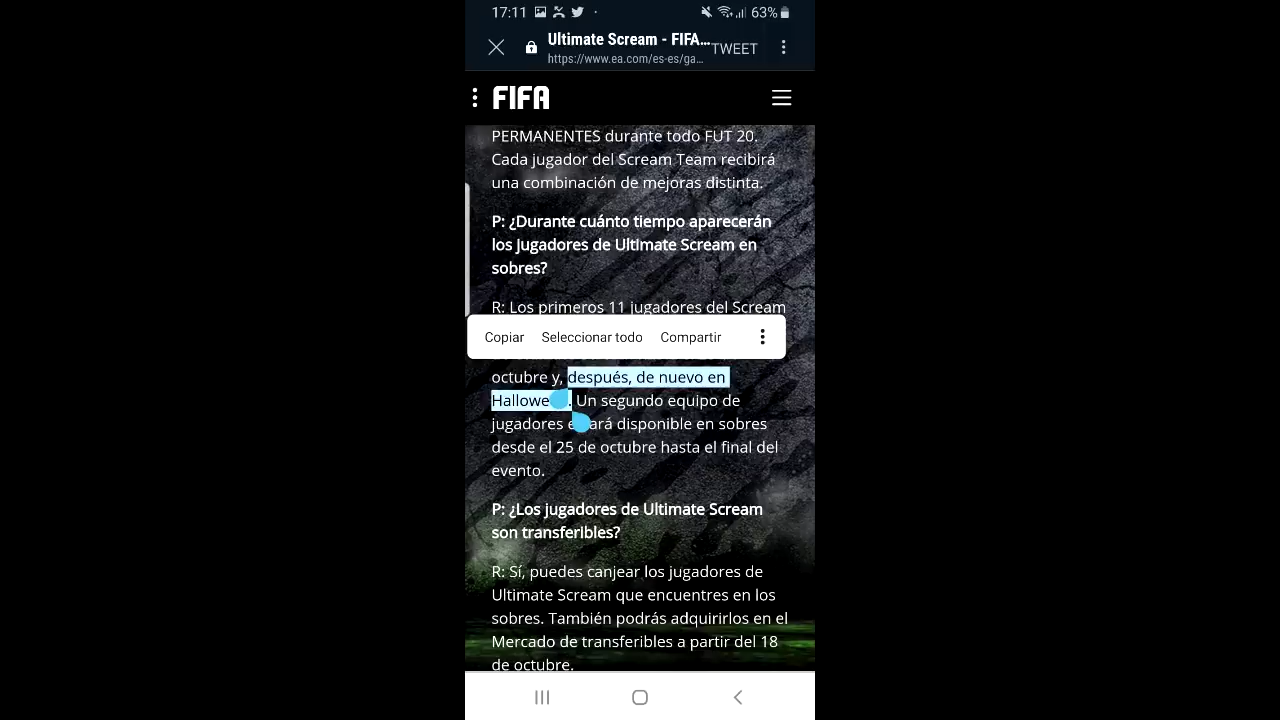 17:11
63%
Ultimate Scream - FIFA...
https://www.ea.com/es-es/ga...
TWEET
FIFA
PERMANENTES durante todo FUT 20.
Cada jugador del Scream Team recibirá
una combinación de mejoras distinta.
P: ¿Durante cuánto tiempo aparecerán
los jugadores de Ultimate Scream en
sobres?
R: Los primeros 11 jugadores del Scream
Copiar Seleccionar todo Compartir
octubre y, después, de nuevo en
Hallowe
. Un segundo equipo de
jugadores
disponible en sobres
desde el 25 de octubre hasta el final del
evento.
P: ¿Los jugadores de Ultimate Scream
son transferibles?
R: Sí, puedes canjear los jugadores de
Ultimate Scream que encuentres en los
sobres. También podrás adquirirlos en el
Mercado de transferibles a partir del 18
de octubre.